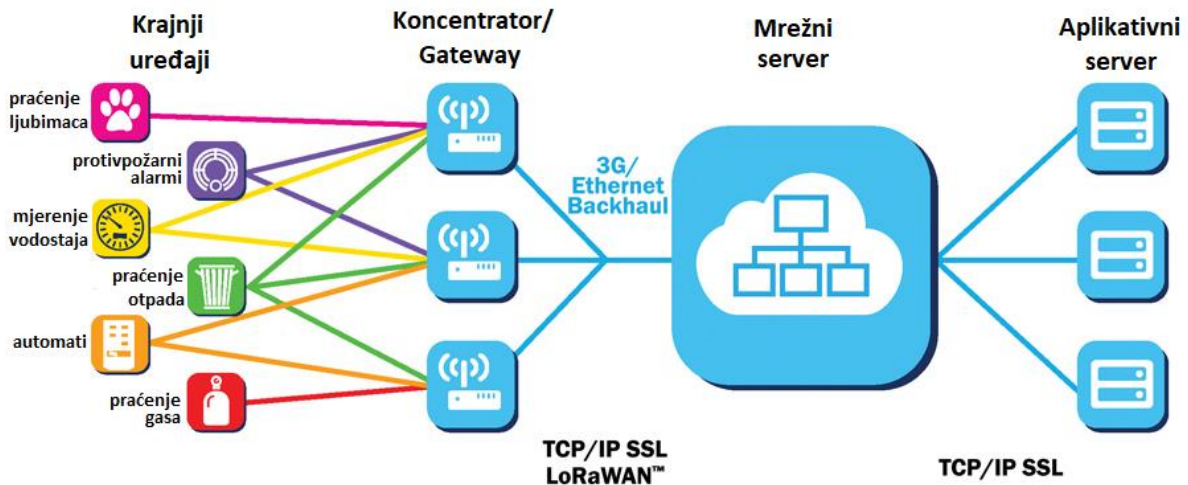 Krajnji
uređaji
Koncentrator/
Gateway
Mrežni
server
Aplikativni
server
praćenje
ljubimaca
protivpožarni
alarmi
mjerenje
vodostaja
praćenje
otpada
automati
praćenje
gasa
3G/
Ethernet
Backhaul
TCP/IP SSL
LoRaWAN™
TCP/IP SSL